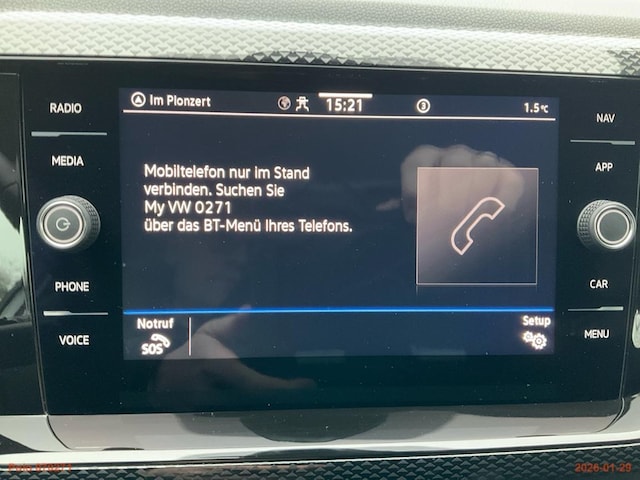 RADIO
MEDIA
PHONE
VOICE
Im Plonzert
15:21
3
1.5°C
Mobiltelefon nur im Stand
verbinden. Suchen Sie
My VW 0271
über das BT-Menü Ihres Telefons.
Notruf
SOS
Setup
NAV
APP
CAR
MENU
2026-01-29